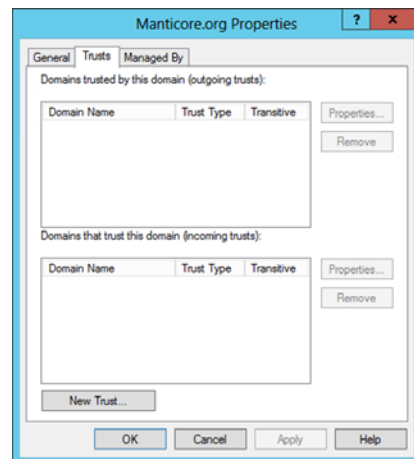 Manticore.org Properties
? x
General Trusts Managed By
Domains trusted by this domain (outgoing trusts):
Domain Name Trust Type Transitive
Properties...
Remove
Domains that trust this domain (incoming trusts):
Domain Name Trust Type Transitive
Properties...
Remove
New Trust...
OK Cancel Apply Help